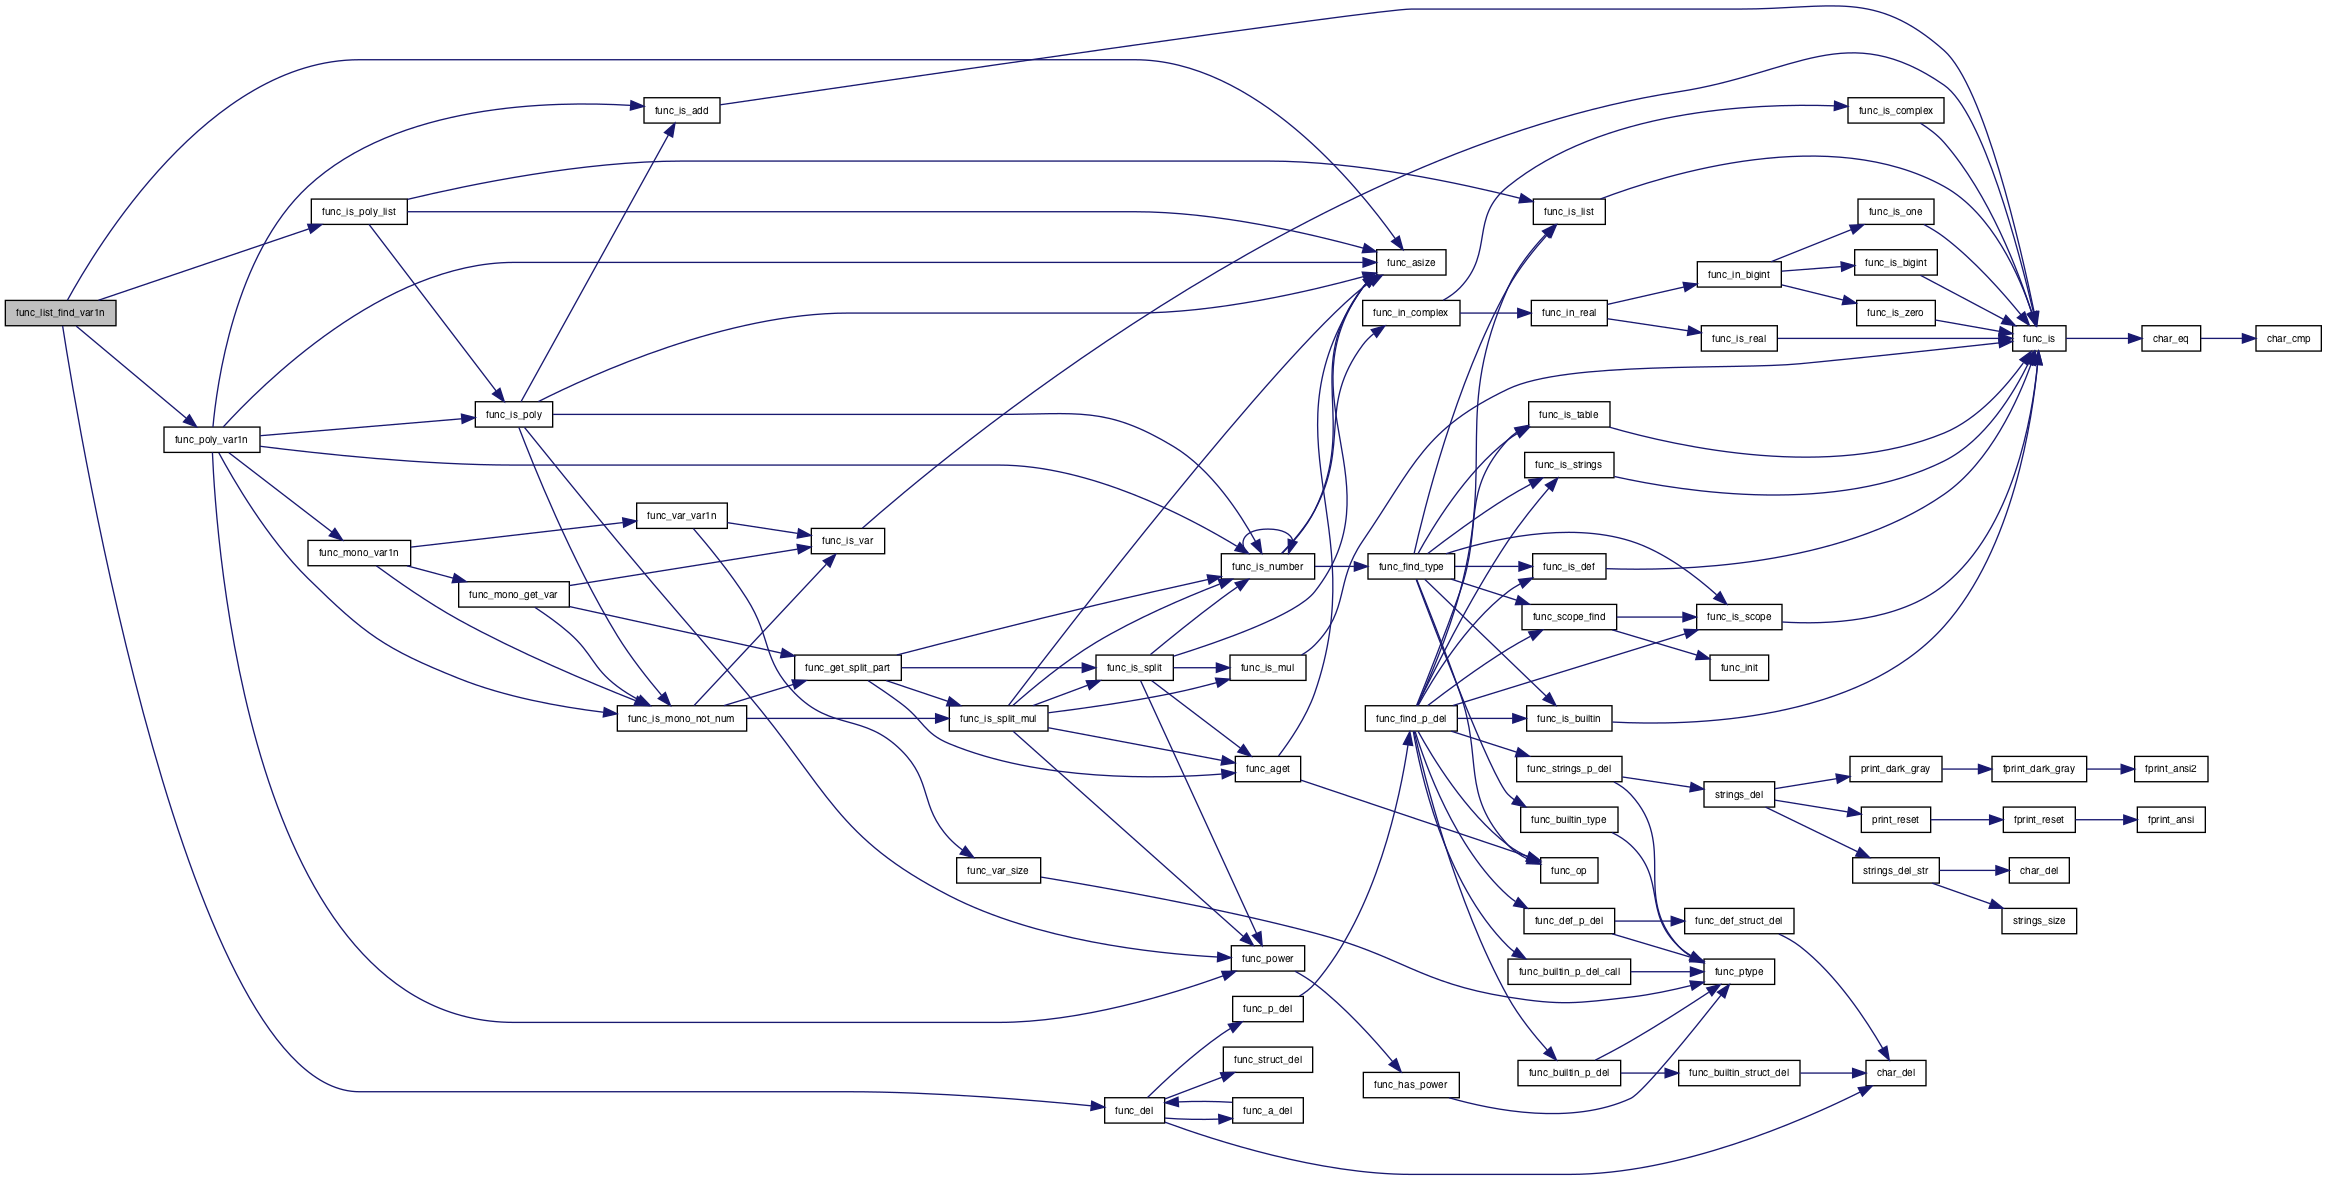 func_list_find_var1n
func_poly_var1n
func_is_poly_list
func_mono_var1n
func_is_poly
func_mono_get_var
func_is_add
func_var_var1n
func_is_mono_not_num
func_is_var
func_get_split_part
func_is_split_mul
func_var_size
func_is_split
func_del
func_is_number
func_is_mul
func_aget
func_power
func_p_del
func_struct_del
func_a_del
func_asize
func_in_complex
func_find_type
func_find_p_del
func_has_power
func_is_list
func_in_real
func_is_table
func_is_strings
func_is_def
func_scope_find
func_is_builtin
func_strings_p_del
func_builtin_type
func_op
func_def_p_del
func_builtin_p_del_call
func_builtin_p_del
func_in_bigint
func_is_real
func_is_scope
func_init
strings_del
func_def_struct_del
func_ptype
func_builtin_struct_del
func_is_complex
func_is_one
func_is_bigint
func_is_zero
print_dark_gray
print_reset
strings_del_str
char_del
func_is
fprint_dark_gray
fprint_reset
char_del
strings_size
char_eq
fprint_ansi2
fprint_ansi
char_cmp